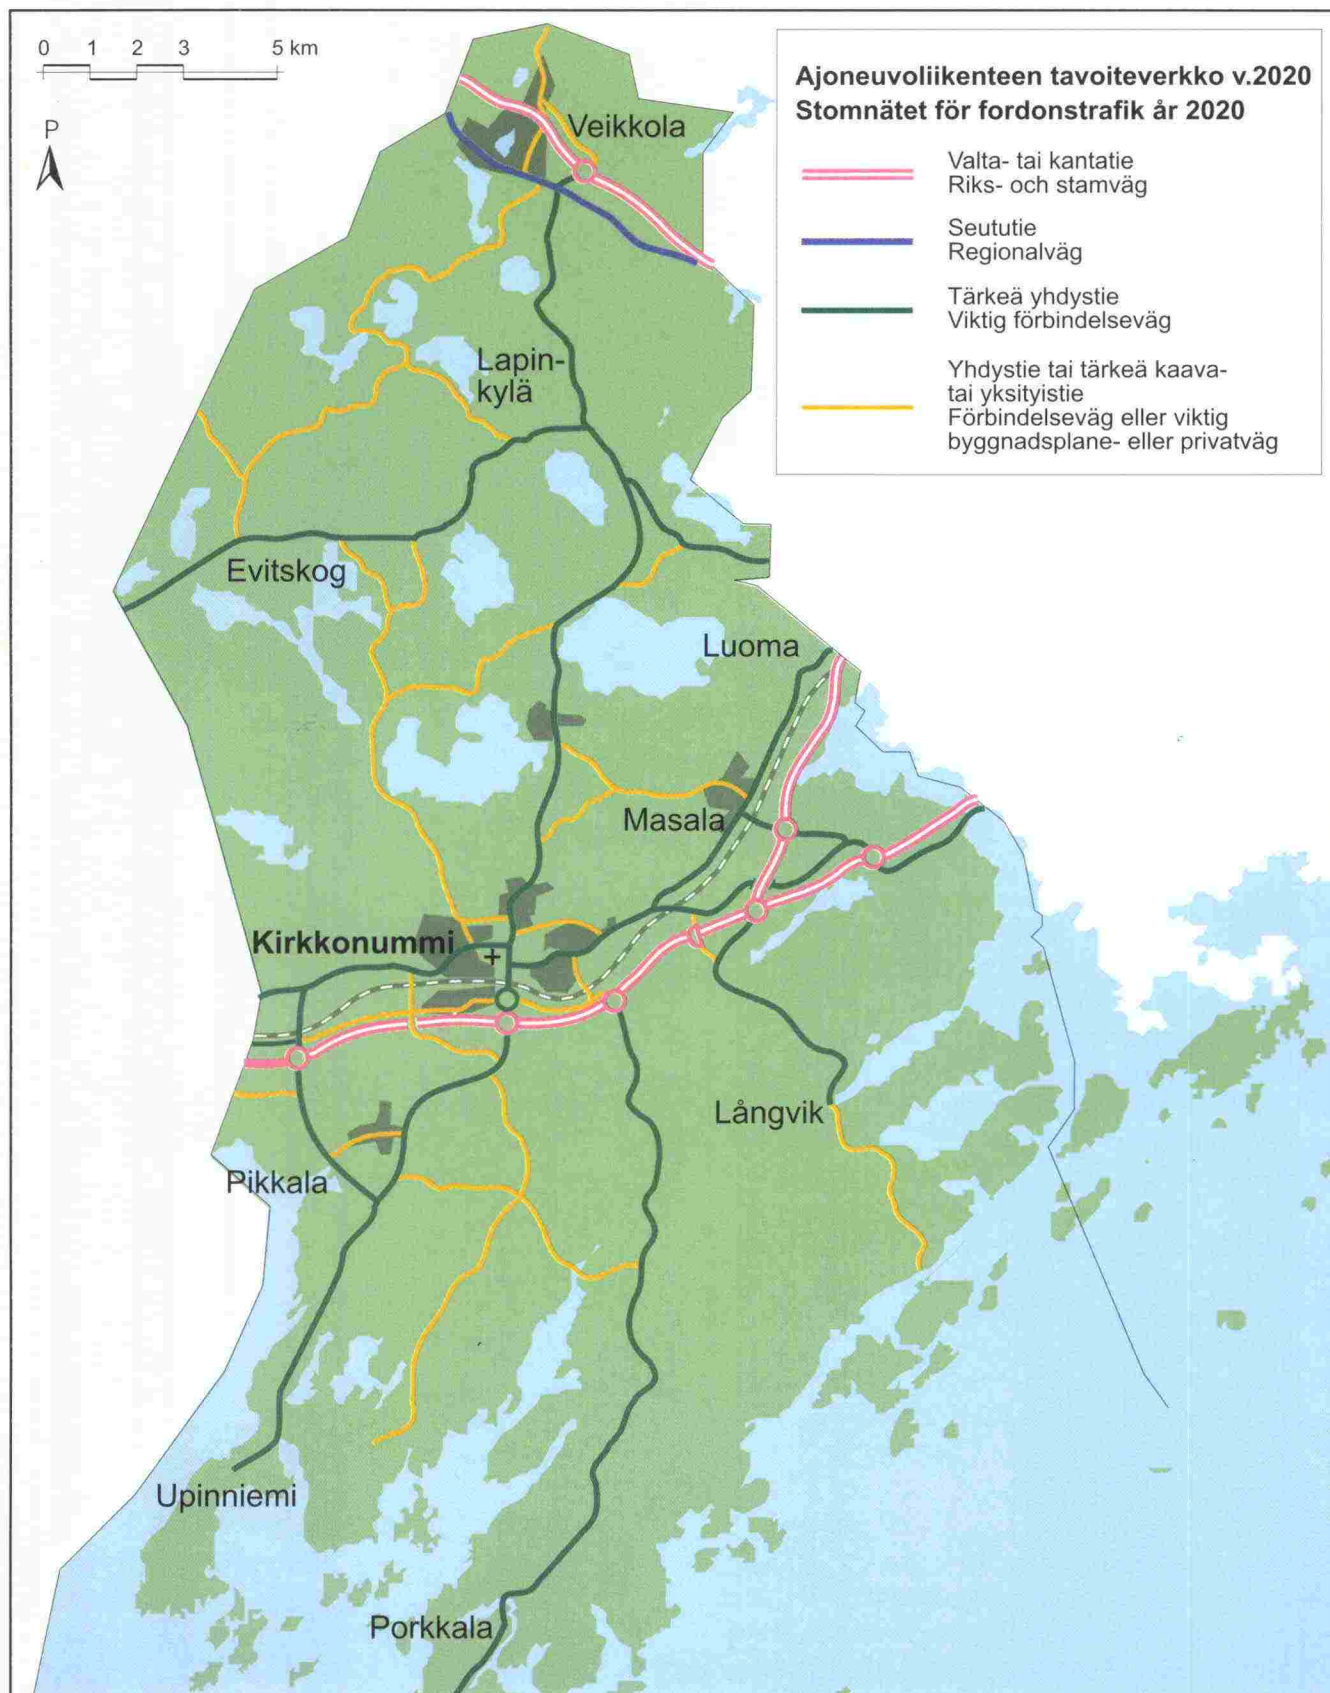 0 1 2 3 5 km
P
Ajoneuvoliikenteen tavoiteverkko v.2020
Stomnätet för fordonstrafik år 2020
Valta- tai kantatie
Riks- och stamväg
Seututie
Regionalväg
Tärkeä yhdystie
Viktig förbindelseväg
Yhdystie tai tärkeä kaava-
tai yksityistie
Förbindelseväg eller viktig
byggnadsplane- eller privatväg
Veikkola
Lapin-
kylä
Evitskog
Luoma
Masala
Kirkkonummi
Långvik
Pikkala
Upinniemi
Porkkala